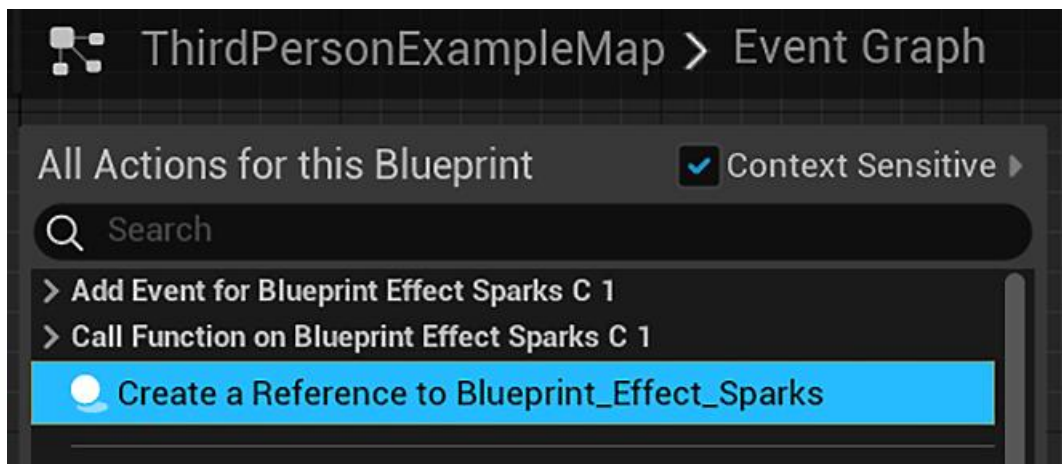 ThirdPersonExampleMap > Event Graph
All Actions for this Blueprint Context Sensitive
Search
Add Event for Blueprint Effect Sparks C 1
Call Function on Blueprint Effect Sparks C 1
Create a Reference to Blueprint_Effect_Sparks